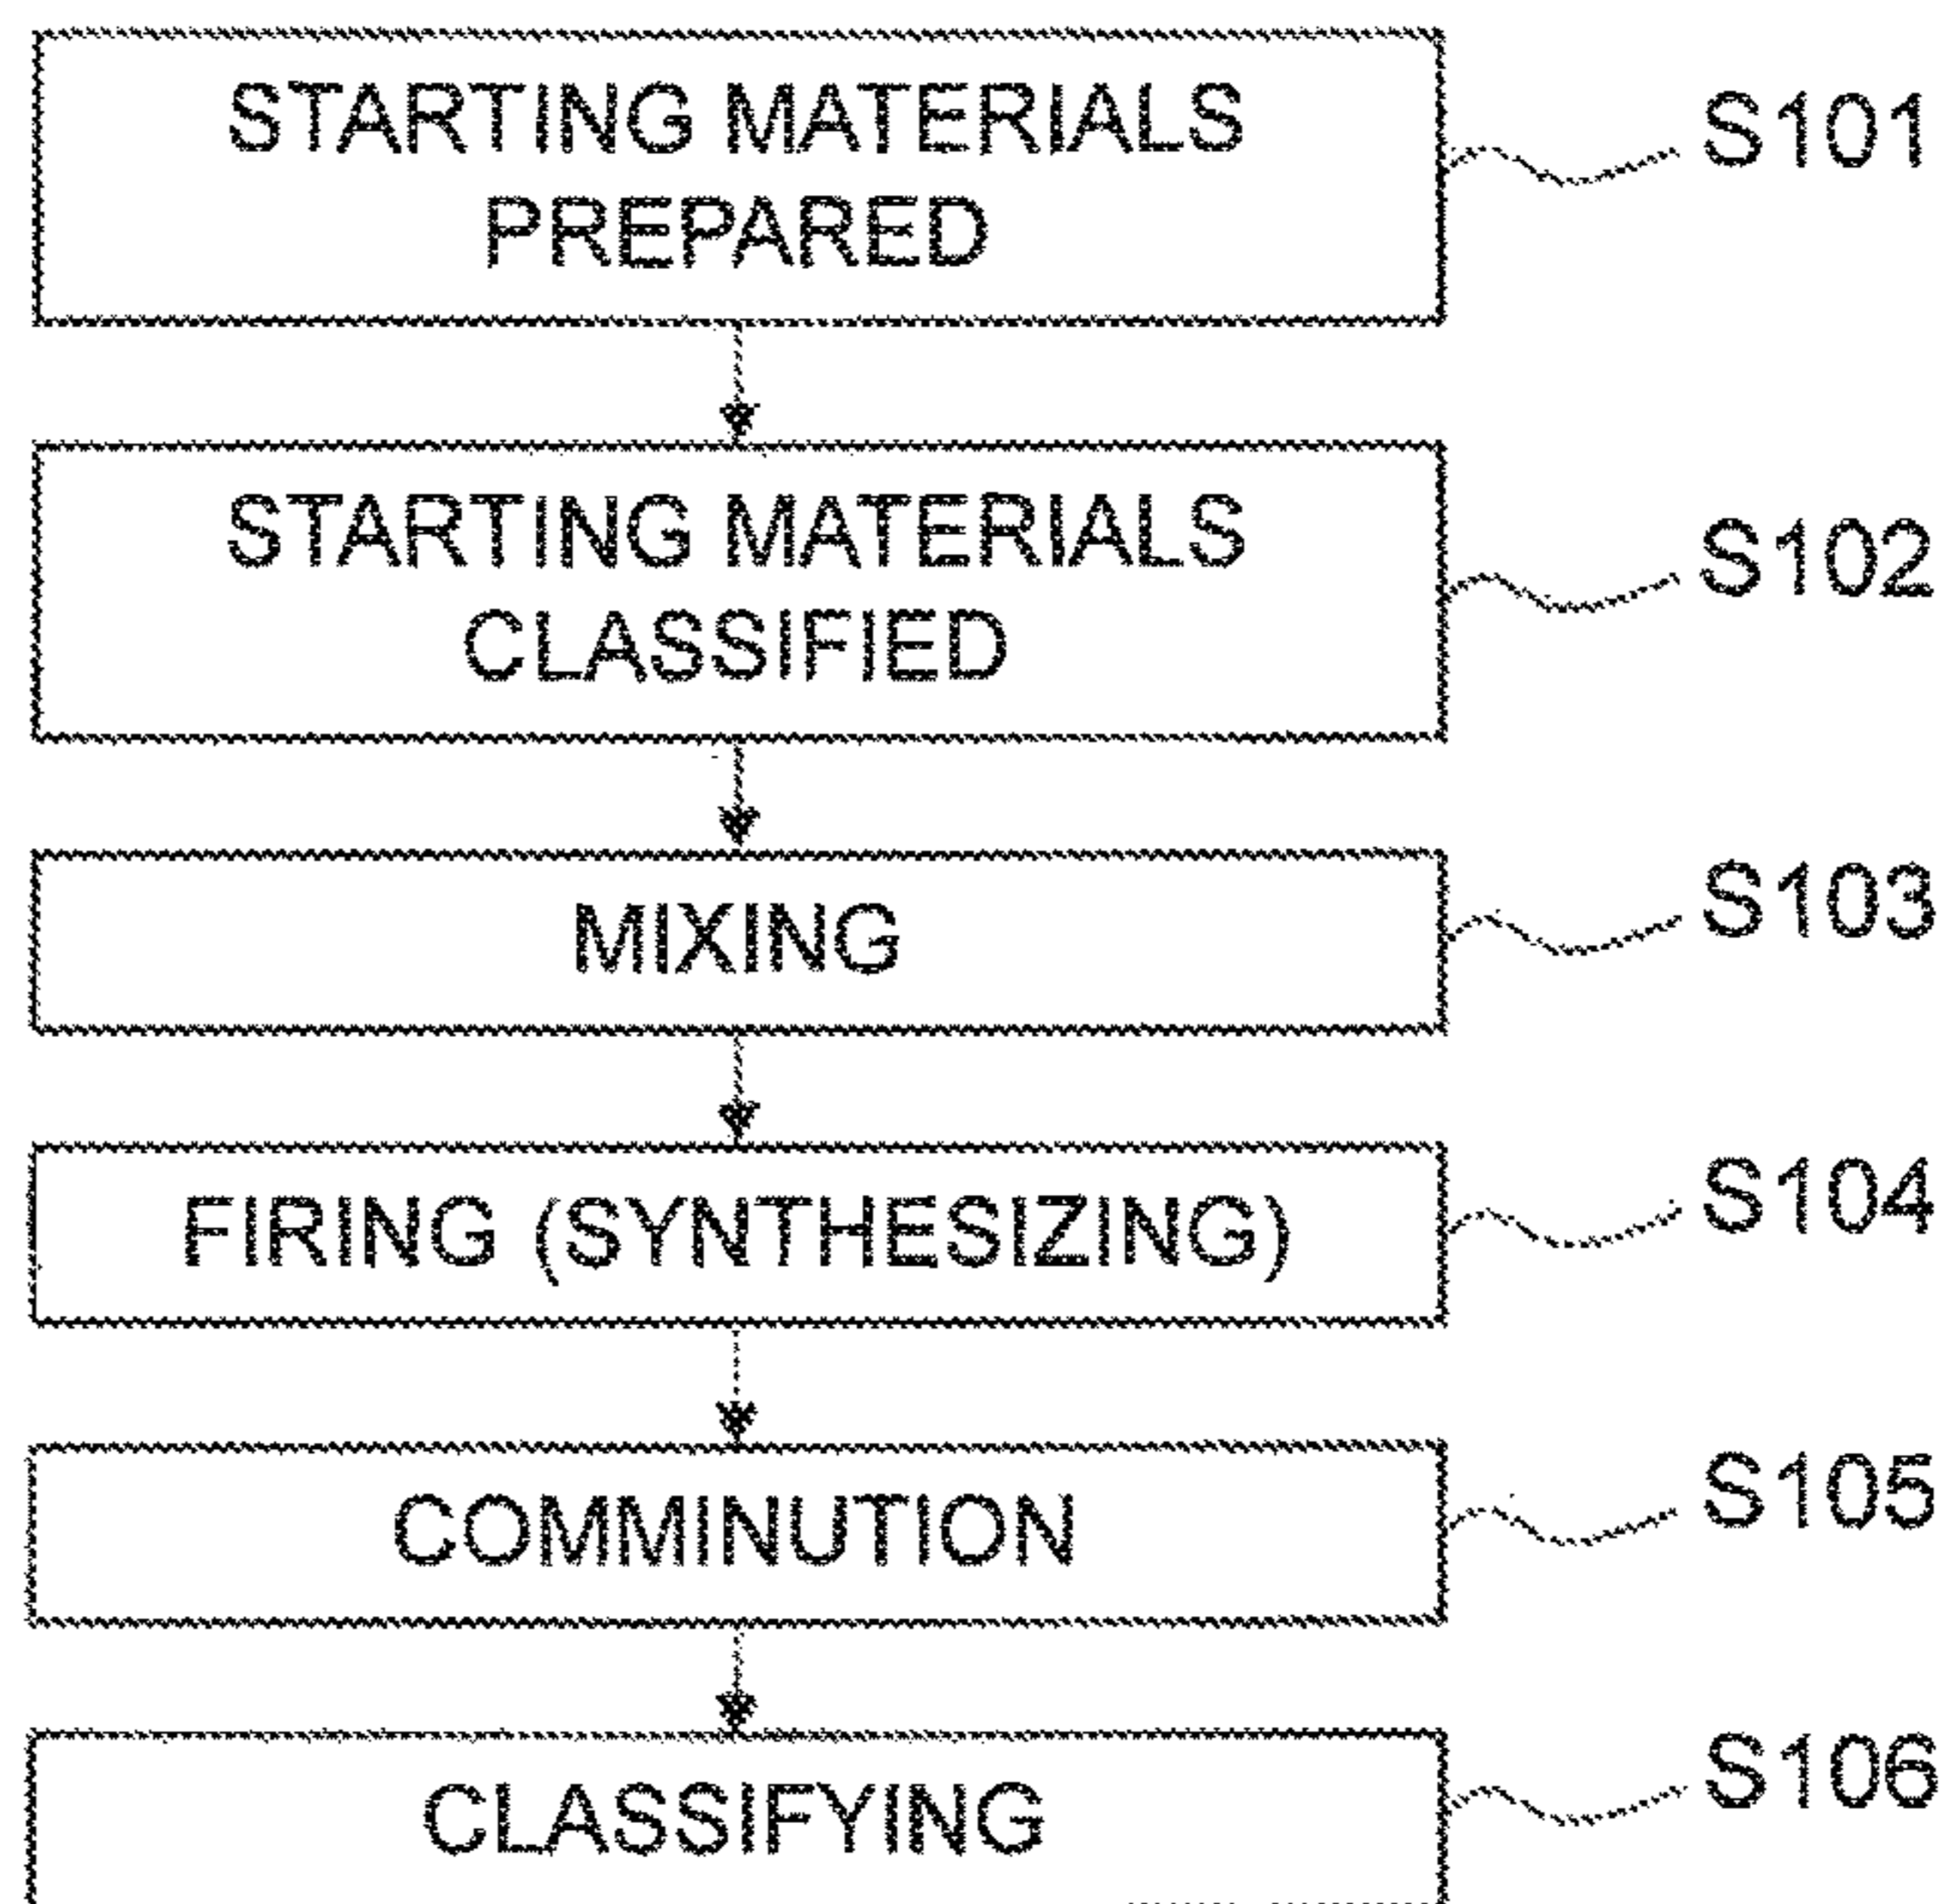 STARTING MATERIALS
PREPARED
S101
STARTING MATERIALS
CLASSIFIED
S102
MIXING
S103
FIRING (SYNTHESIZING)
S104
COMMINUTION
S105
CLASSIFYING
S106